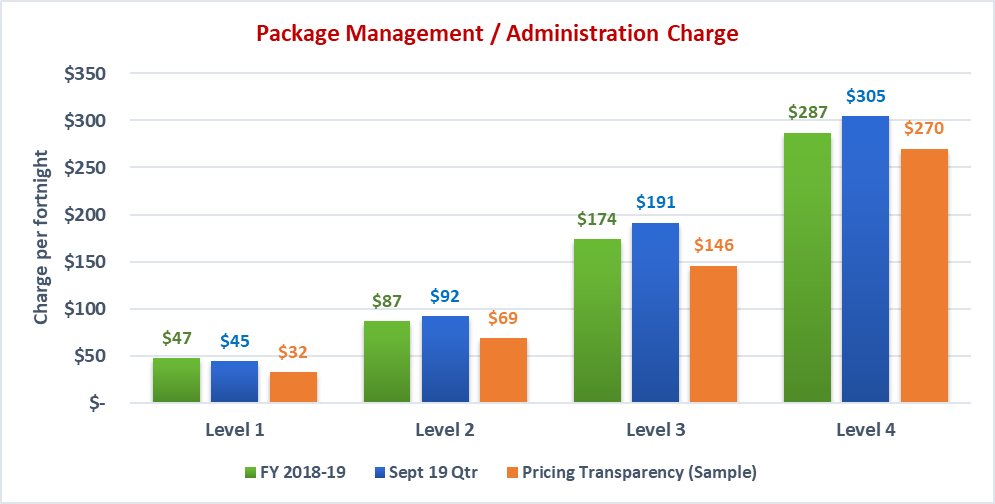 Package Management / Administration Charge
Charge per fortnight
$350
$300
$250
$200
$150
$100
$50
$-
$47
$45
$32
$87
$92
$69
$174
$191
$146
$287
$305
$270
Level 1
Level 2
Level 3
Level 4
FY 2018-19
Sept 19 Qtr
Pricing Transparency (Sample)